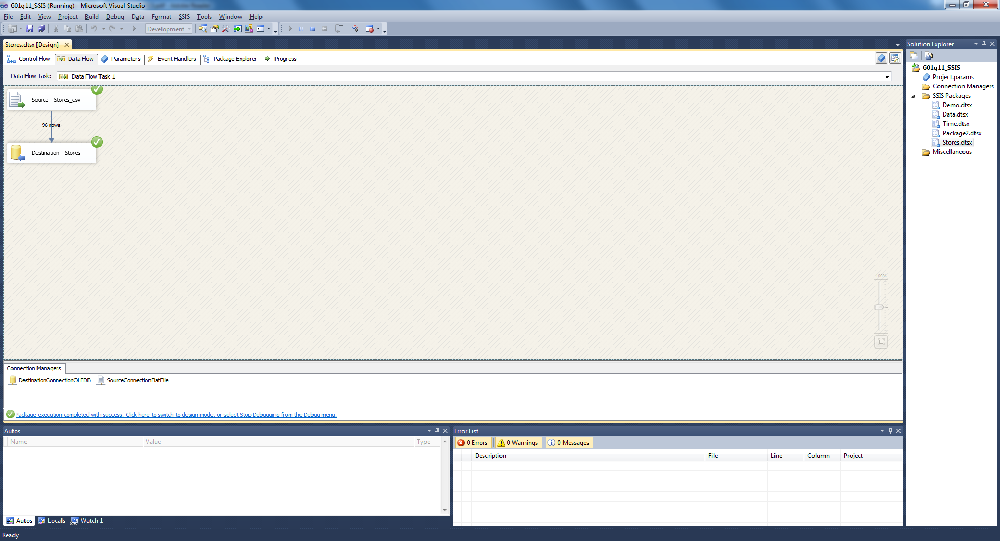 601g11_SSIS (Running) - Microsoft Visual Studio
File Edit View Project Build Debug Data Format SSIS Tools Window Help
Development
Stores.dtsx [Design]
Control Flow Data Flow Parameters Event Handlers Package Explorer Progress
Data Flow Task: Data Flow Task 1
Source - Stores_csv
96 rows
Destination - Stores
100%
Connection Managers
DestinationConnectionOLEDB SourceConnectionFlatFile
Package execution completed with success. Click here to switch to design mode, or select Stop Debugging from the Debug menu.
Autos
Name Value Type
Autos Locals Watch 1
Error List
0 Errors 0 Warnings 0 Messages
Description File Line Column Project
Solution Explorer
601g11_SSIS
Project.params
Connection Managers
SSIS Packages
Demo.dtsx
Data.dtsx
Time.dtsx
Package2.dtsx
Stores.dtsx
Miscellaneous
Ready